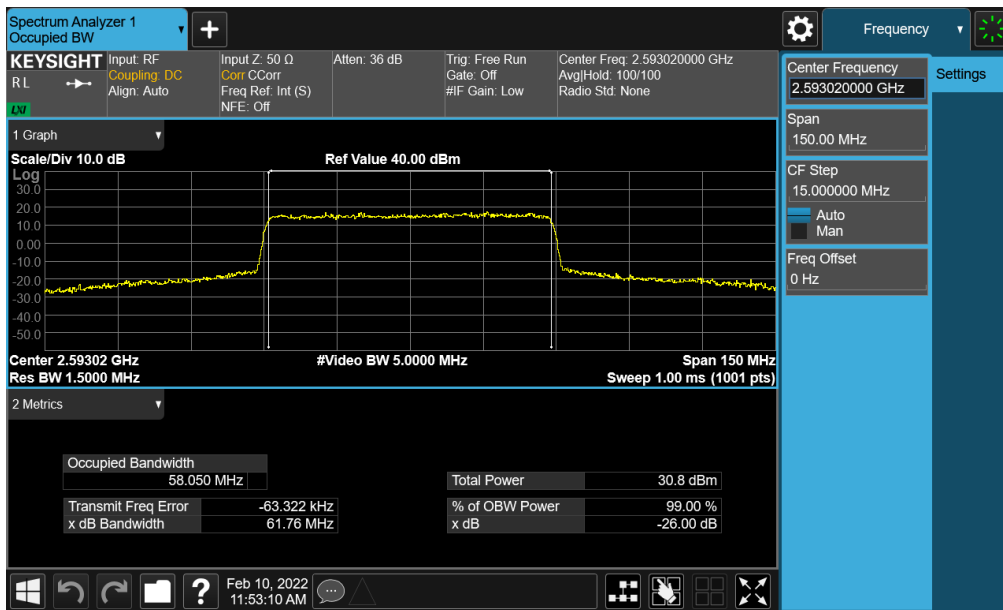 Spectrum Analyzer 1
Occupied BW
+
Frequency
KEYSIGHT
R L
LXI
Input: RF
Coupling: DC
Align: Auto
Input Z: 50 Ω
Corr CCorr
Freq Ref: Int (S)
NFE: Off
Atten: 36 dB
Trig: Free Run
Gate: Off
#IF Gain: Low
Center Freq: 2.593020000 GHz
Avg|Hold: 100/100
Radio Std: None
Center Frequency
2.593020000 GHz
Settings
Span
150.00 MHz
CF Step
15.000000 MHz
Auto
Man
Freq Offset
0 Hz
1 Graph
Scale/Div 10.0 dB
Ref Value 40.00 dBm
Log
30.0
20.0
10.0
0.00
-10.0
-20.0
-30.0
-40.0
-50.0
Center 2.59302 GHz
#Video BW 5.0000 MHz
Span 150 MHz
Res BW 1.5000 MHz
Sweep 1.00 ms (1001 pts)
2 Metrics
Occupied Bandwidth
58.050 MHz
Total Power 30.8 dBm
Transmit Freq Error -63.322 kHz
% of OBW Power 99.00 %
x dB Bandwidth 61.76 MHz
x dB -26.00 dB
?
Feb 10, 2022
11:53:10 AM